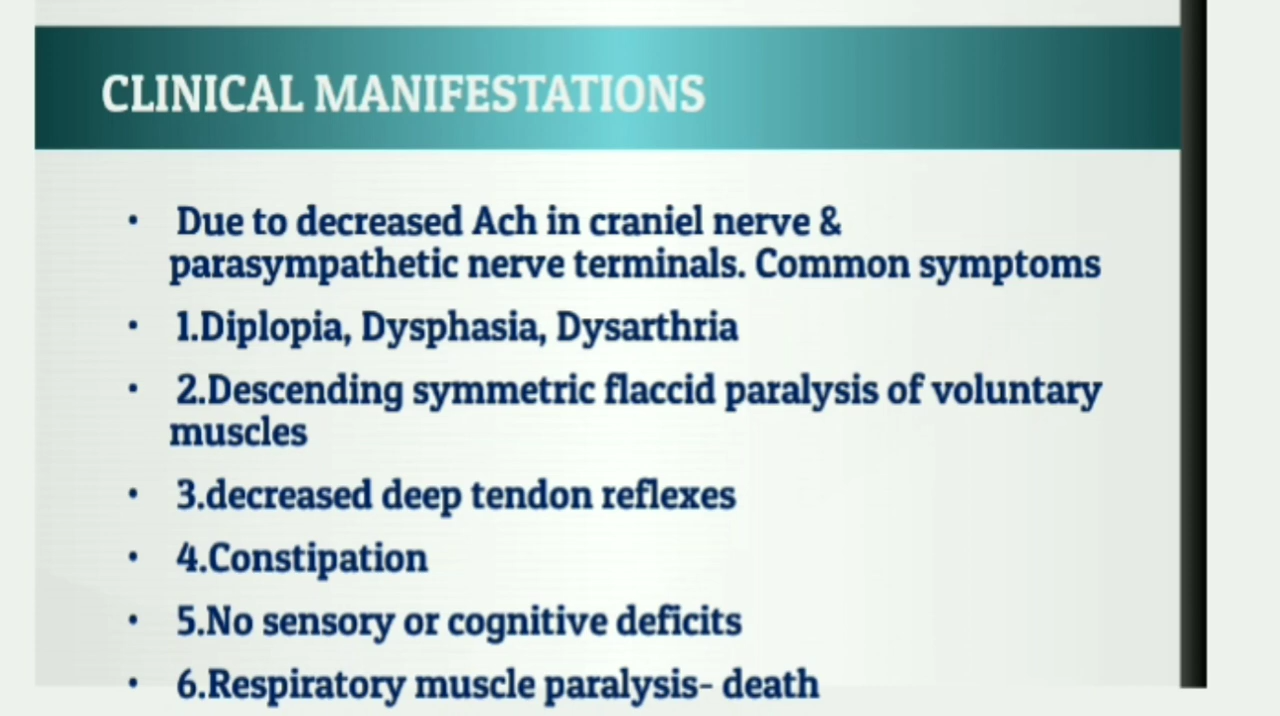 CLINICAL MANIFESTATIONS
• Due to decreased Ach in craniel nerve &
parasympathetic nerve terminals. Common symptoms
• 1.Diplopia, Dysphasia, Dysarthria
• 2.Descending symmetric flaccid paralysis of voluntary
muscles
• 3.decreased deep tendon reflexes
• 4.Constipation
• 5.No sensory or cognitive deficits
• 6.Respiratory muscle paralysis- death